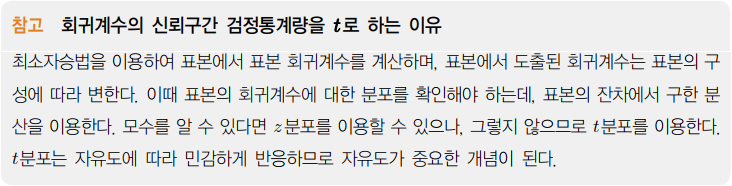 참고 회귀계수의 신뢰구간 검정통계량을 t로 하는 이유
최소자승법을 이용하여 표본에서 표본 회귀계수를 계산하며, 표본에서 도출된 회귀계수는 표본의 구
성에 따라 변한다. 이때 표본의 회귀계수에 대한 분포를 확인해야 하는데, 표본의 잔차에서 구한 분
산을 이용한다. 모수를 알 수 있다면 z분포를 이용할 수 있으나, 그렇지 않으므로 t분포를 이용한다.
t분포는 자유도에 따라 민감하게 반응하므로 자유도가 중요한 개념이 된다.